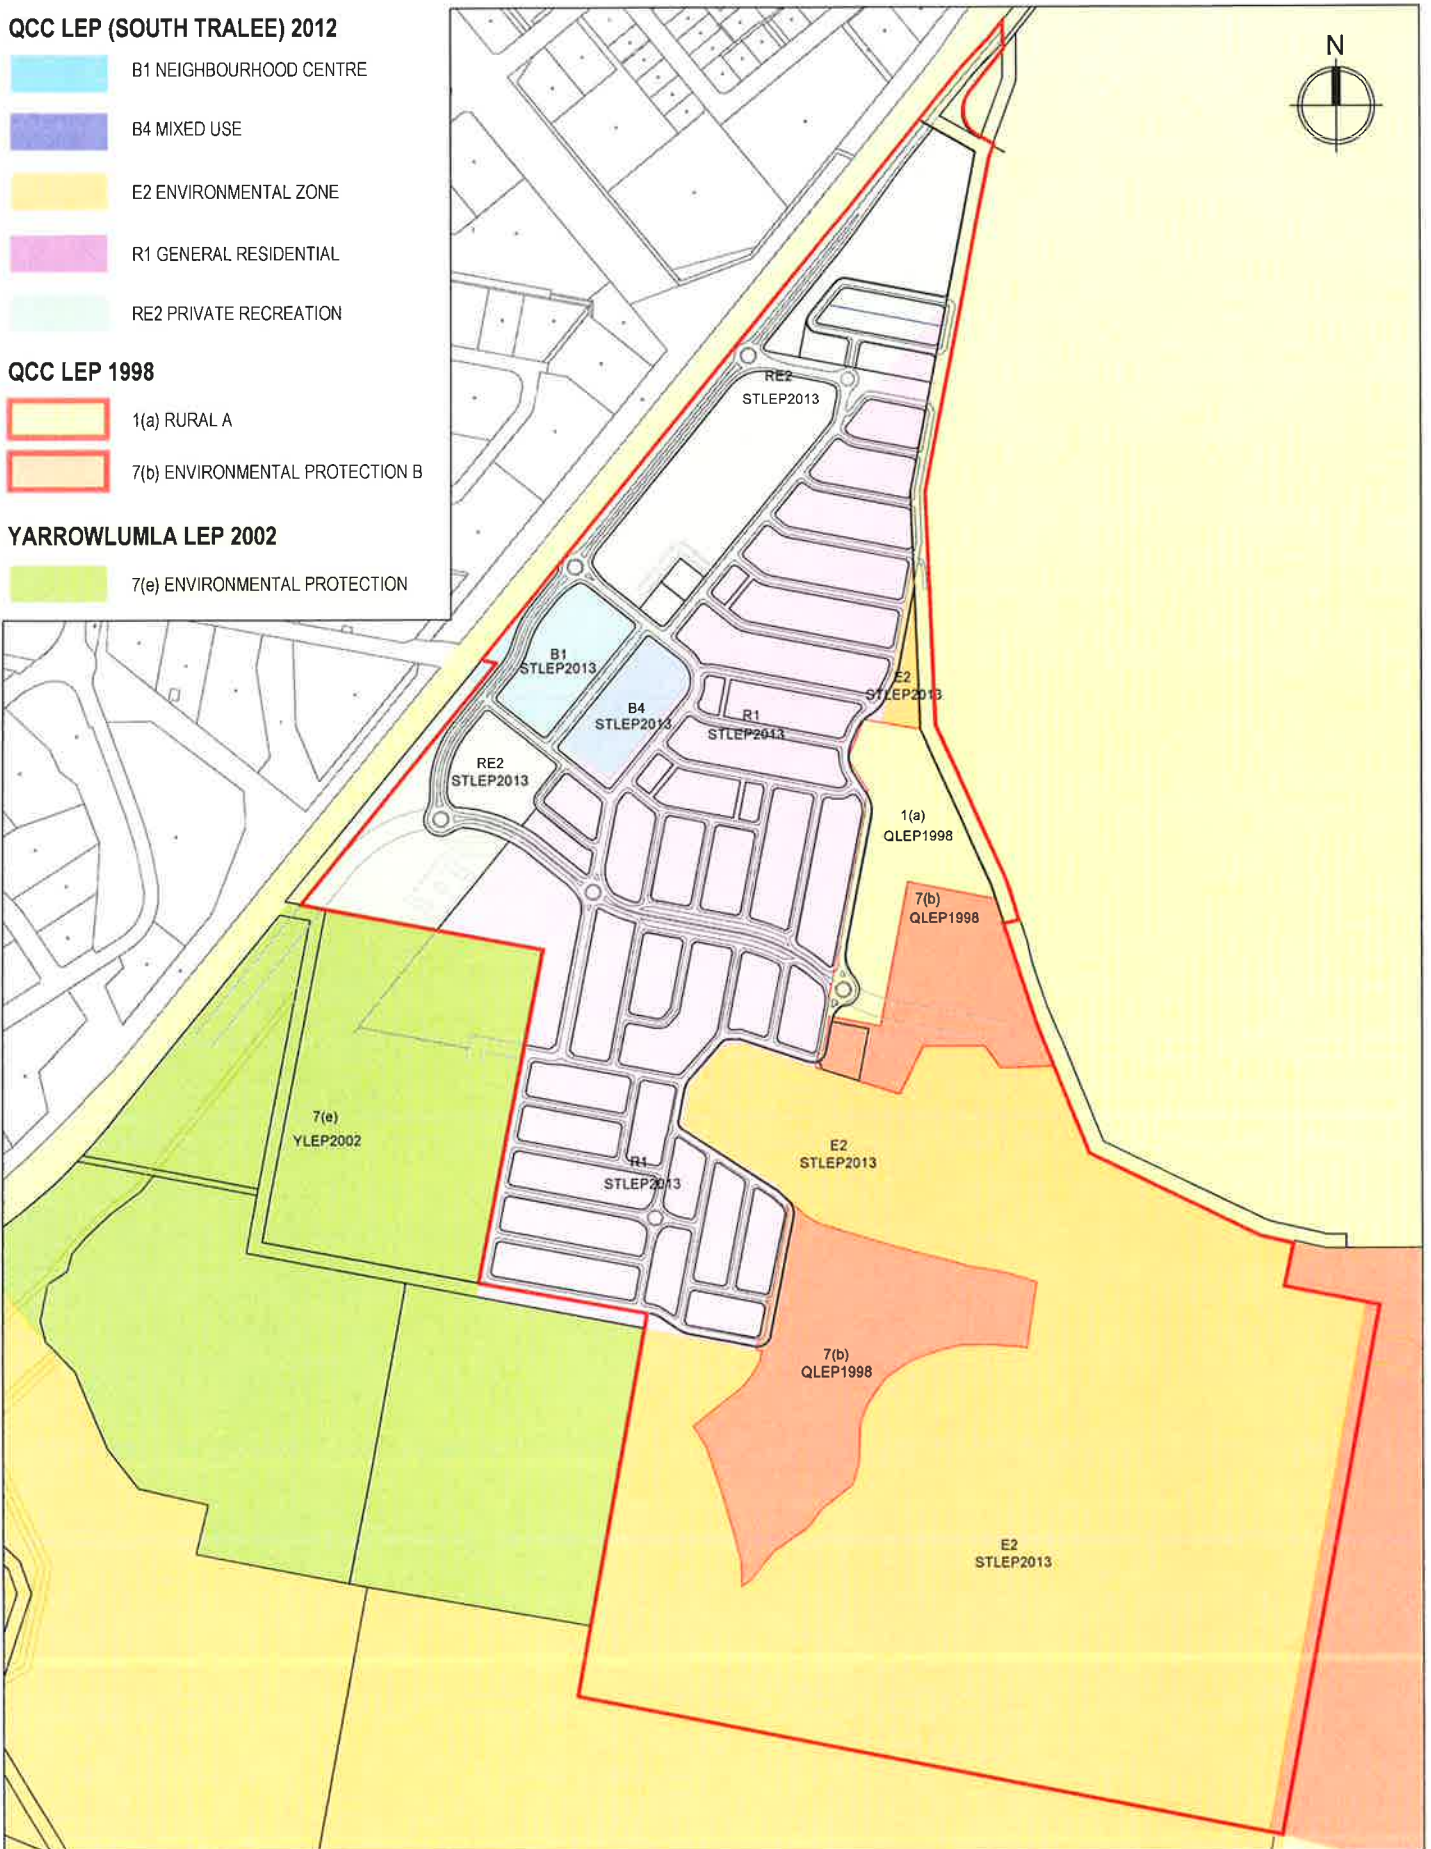 QCC LEP (SOUTH TRALEE) 2012
B1 NEIGHBOURHOOD CENTRE
B4 MIXED USE
E2 ENVIRONMENTAL ZONE
R1 GENERAL RESIDENTIAL
RE2 PRIVATE RECREATION
QCC LEP 1998
1(a) RURAL A
7(b) ENVIRONMENTAL PROTECTION B
YARROWLUMLA LEP 2002
7(e) ENVIRONMENTAL PROTECTION
N
RE2
STLEP2013
B1
STLEP2013
B4
STLEP2013
R1
STLEP2013
E2
STLEP2013
RE2
STLEP2013
1(a)
QLEP1998
7(b)
QLEP1998
7(e)
YLEP2002
R1
STLEP2013
E2
STLEP2013
7(b)
QLEP1998
E2
STLEP2013